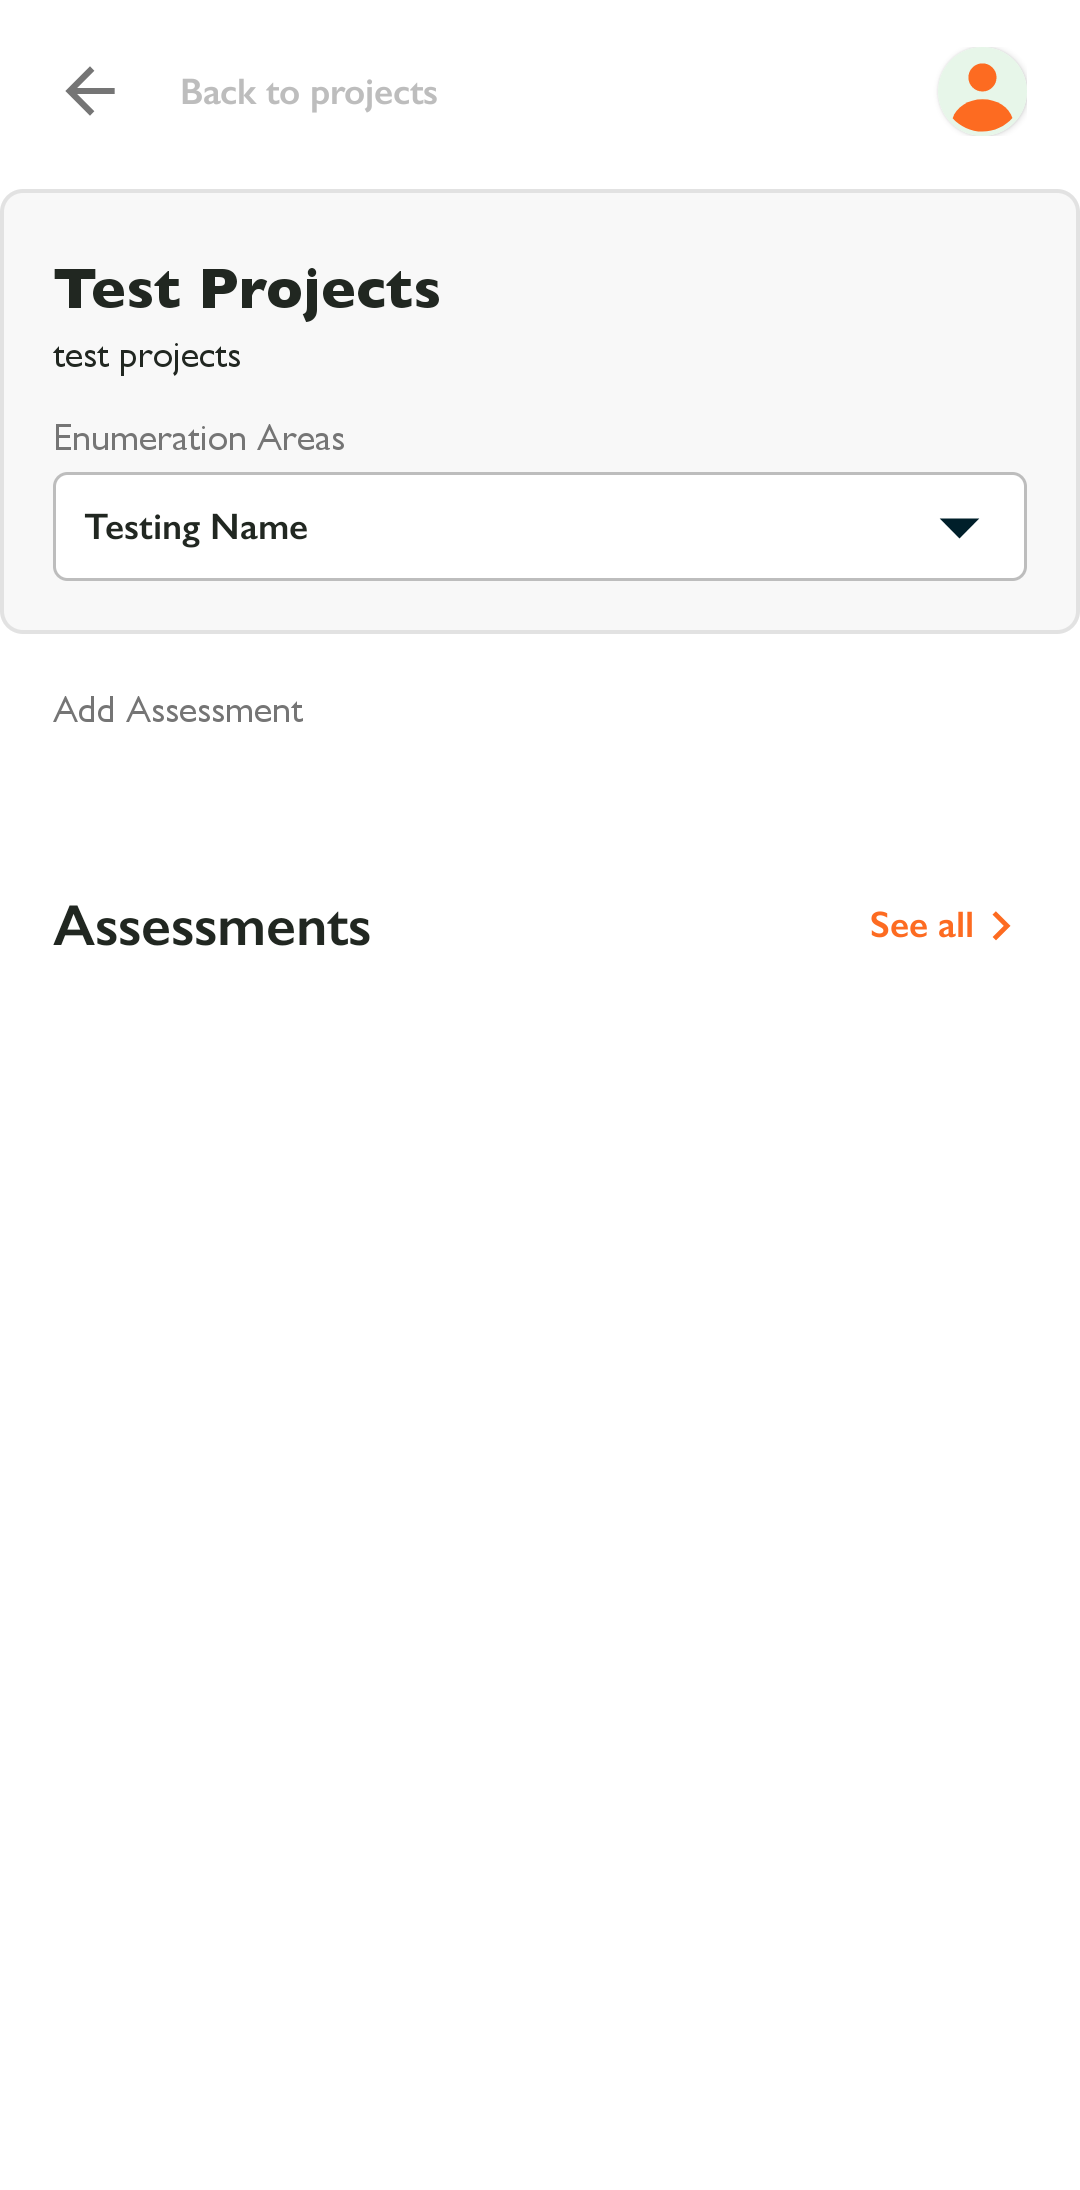 Back to projects
Test Projects
test projects
Enumeration Areas
Testing Name
Add Assessment
Assessments
See all